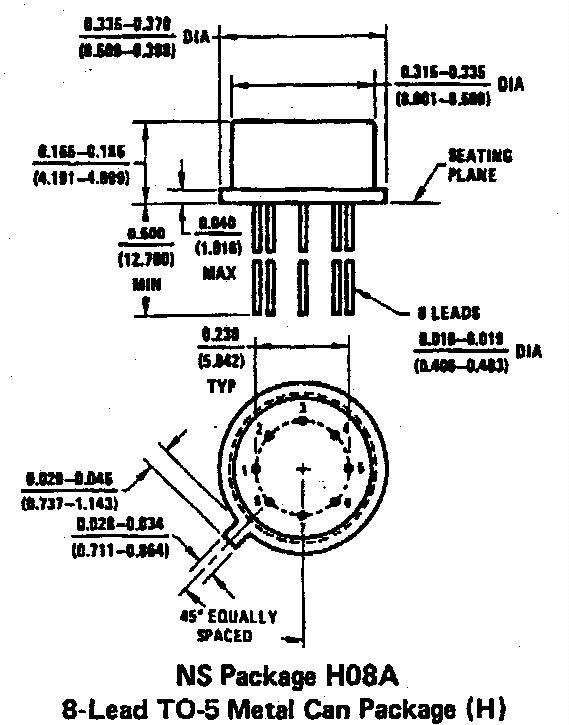 0.335–0.370
(8.509–9.398)
DIA
0.315–0.335
(8.001–8.509)
DIA
0.165–0.185
(4.191–4.699)
SEATING
PLANE
0.040
(1.016)
MAX
0.500
(12.700)
MIN
8 LEADS
0.016–0.019
(0.406–0.483)
DIA
0.230
(5.842)
TYP
3
2
4
1
5
8
6
7
0.029–0.045
(0.737–1.143)
0.028–0.034
(0.711–0.864)
45° EQUALLY
SPACED
NS Package H08A
8-Lead TO-5 Metal Can Package (H)